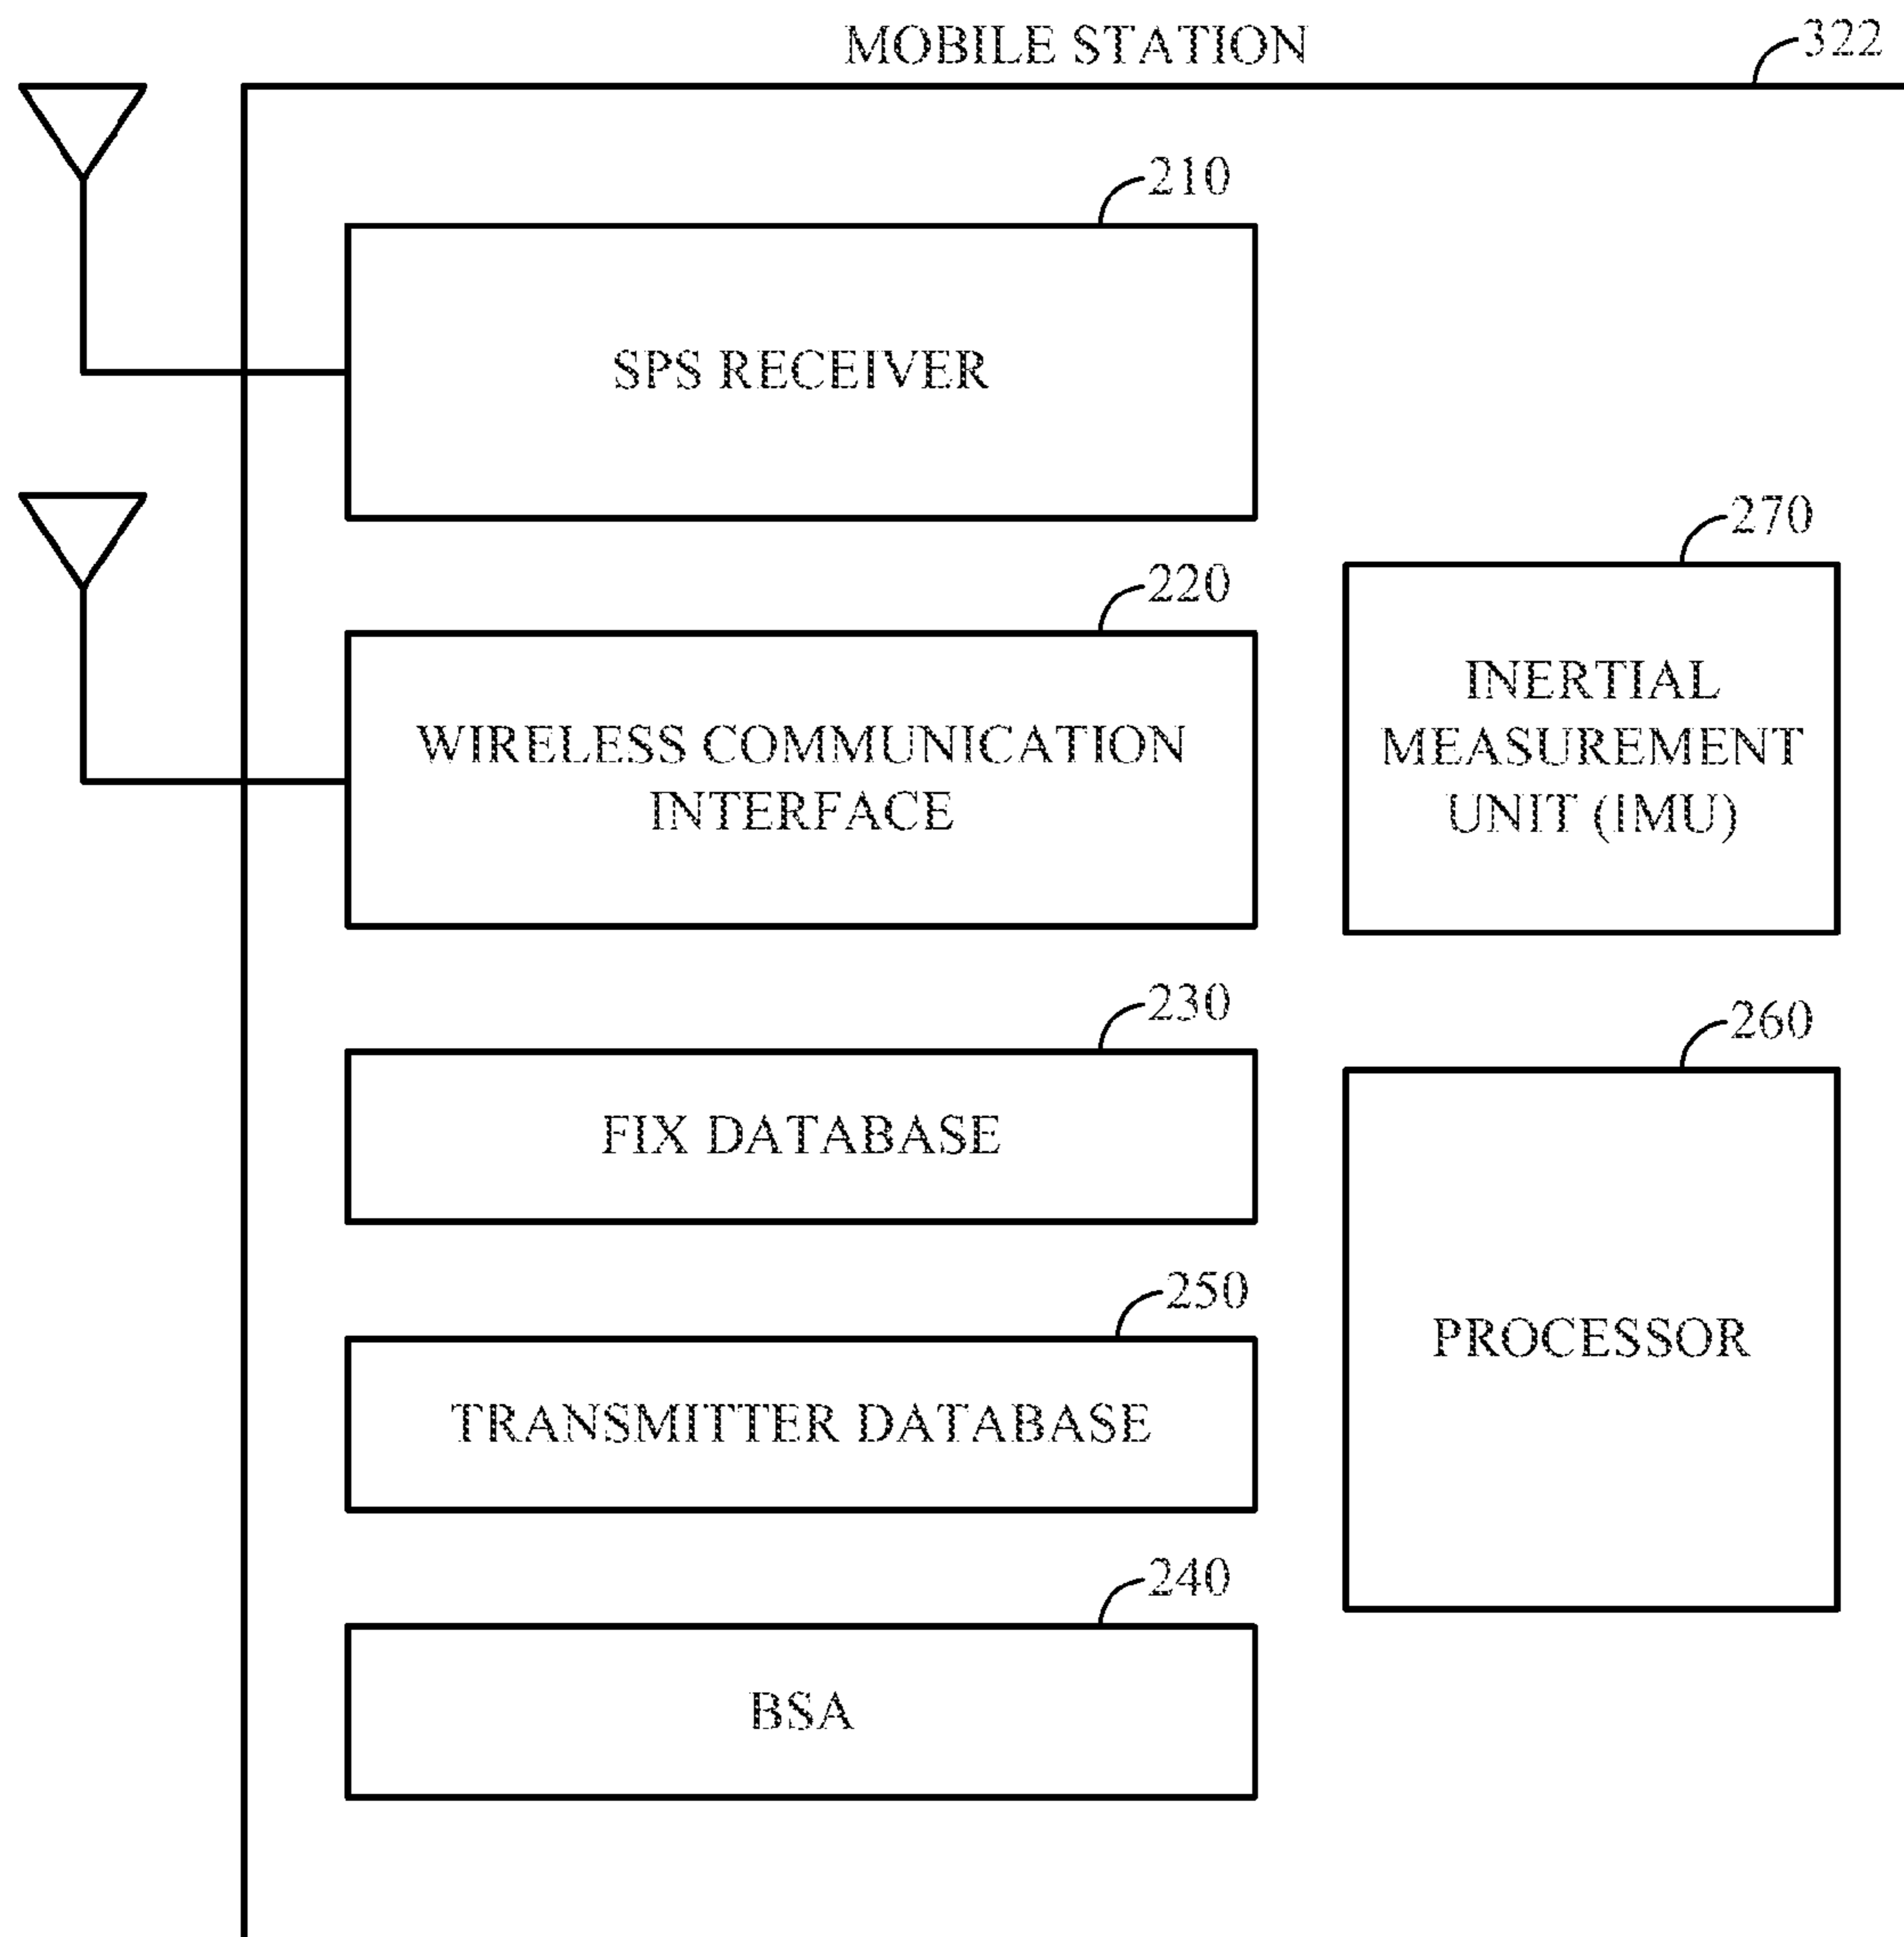 MOBILE STATION
322
210
SPS RECEIVER
220
WIRELESS COMMUNICATION
INTERFACE
270
INERTIAL
MEASUREMENT
UNIT (IMU)
230
FIX DATABASE
260
PROCESSOR
250
TRANSMITTER DATABASE
240
BSA